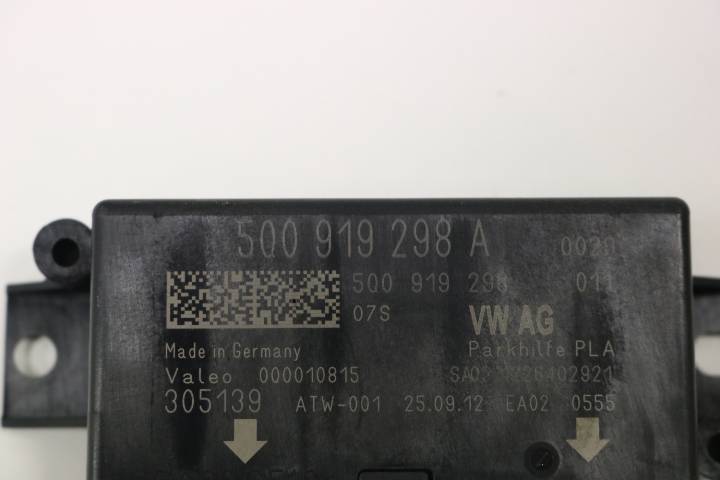 5Q0 919 298 A 0020
5Q0 919 298 011
07S VW AG
Made in Germany Parkhilfe PLA
Valeo 000010815
305139 ATW-001 25.09.12 EA02 0555